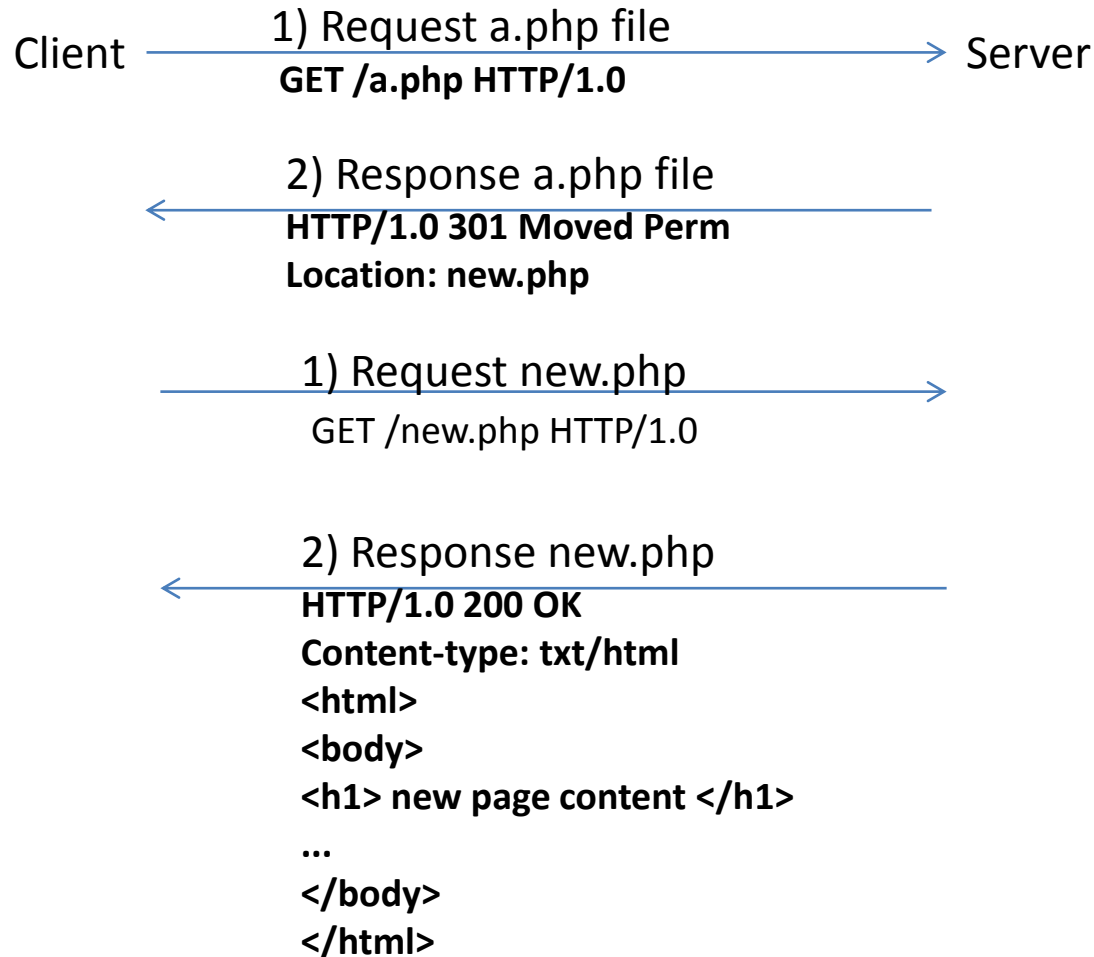 1) Request a.php file
Client
Server
GET /a.php HTTP/1.0
2) Response a.php file
HTTP/1.0 301 Moved Perm
Location: new.php
1) Request new.php
GET /new.php HTTP/1.0
2) Response new.php
HTTP/1.0 200 OK
Content-type: txt/html
<html>
<body>
<h1> new page content </h1>
...
</body>
</html>